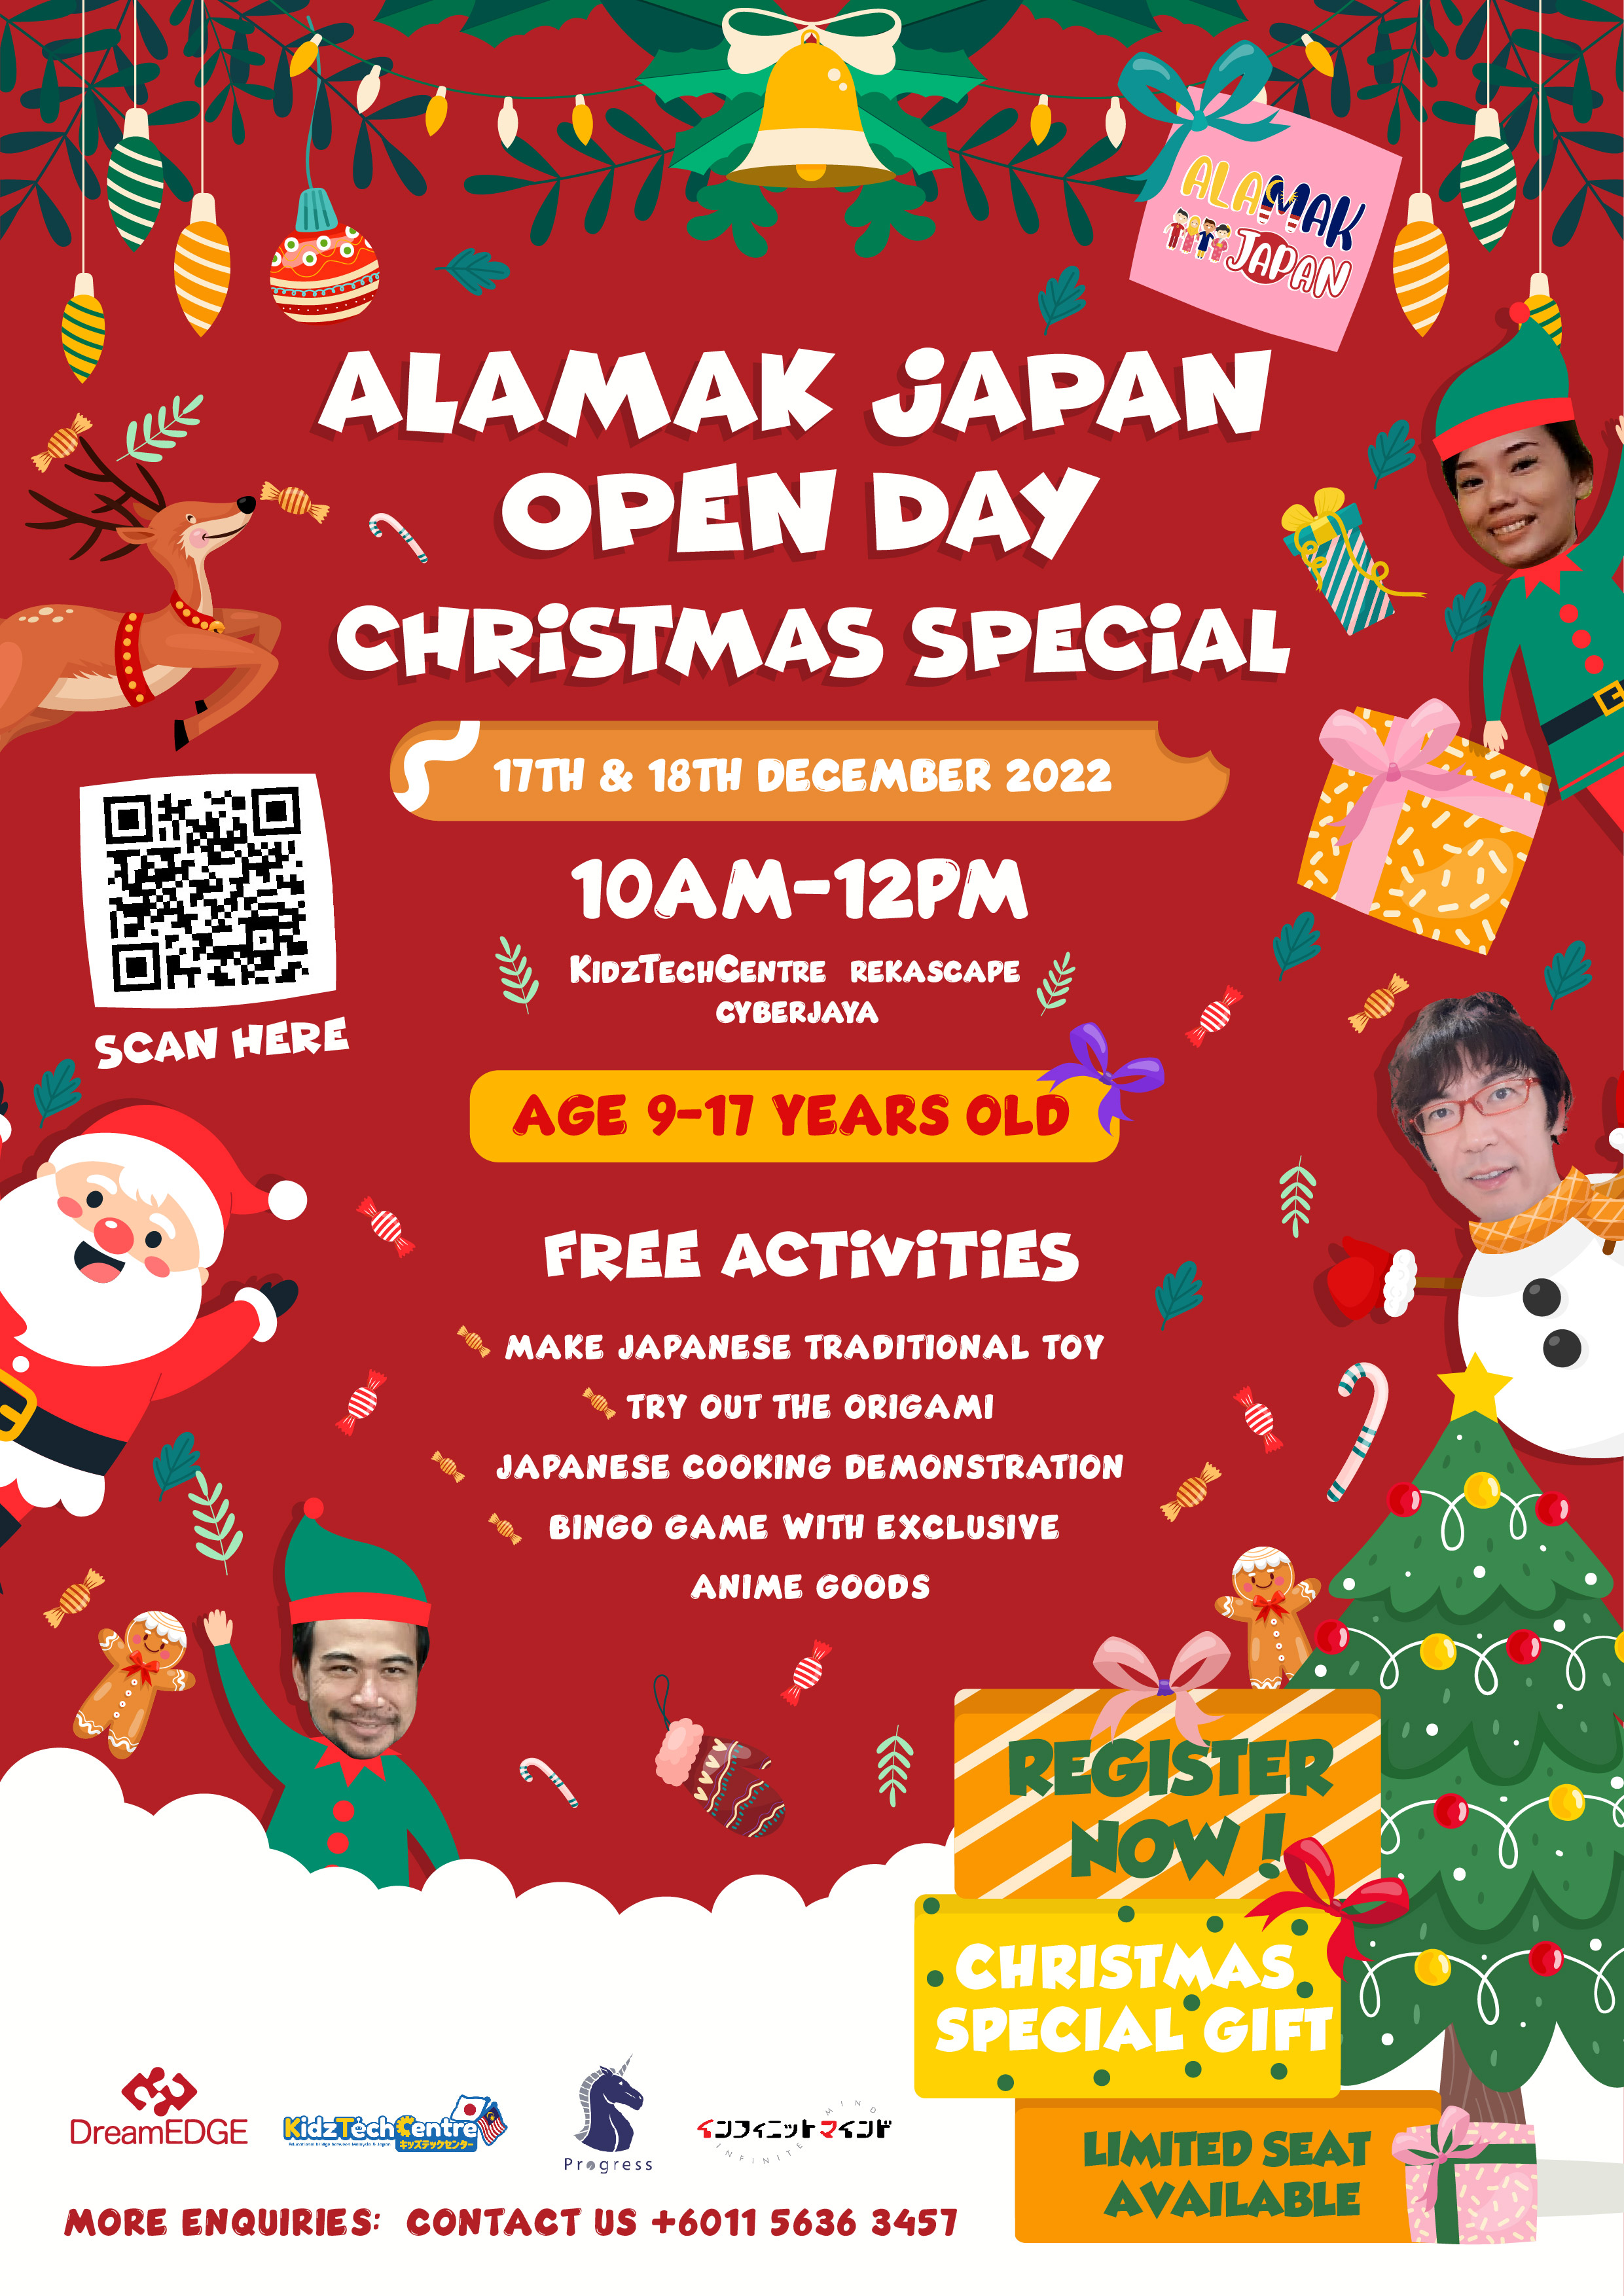 ALAMAK
JAPAN
ALAMAK JAPAN
OPEN DAY
CHRISTMAS SPECIAL
17TH & 18TH DECEMBER 2022
10AM-12PM
KIDZTECHCENTRE REKASCAPE
CYBERJAYA
SCAN HERE
AGE 9-17 YEARS OLD
FREE ACTIVITIES
MAKE JAPANESE TRADITIONAL TOY
TRY OUT THE ORIGAMI
JAPANESE COOKING DEMONSTRATION
BINGO GAME WITH EXCLUSIVE
ANIME GOODS
REGISTER
NOW !
CHRISTMAS
SPECIAL GIFT
LIMITED SEAT
AVAILABLE
DreamEDGE
KidzTechCentre
キッズテックセンター
Progress
インフィニットマインド
INFINITE MIND
MORE ENQUIRIES: CONTACT US +6011 5636 3457